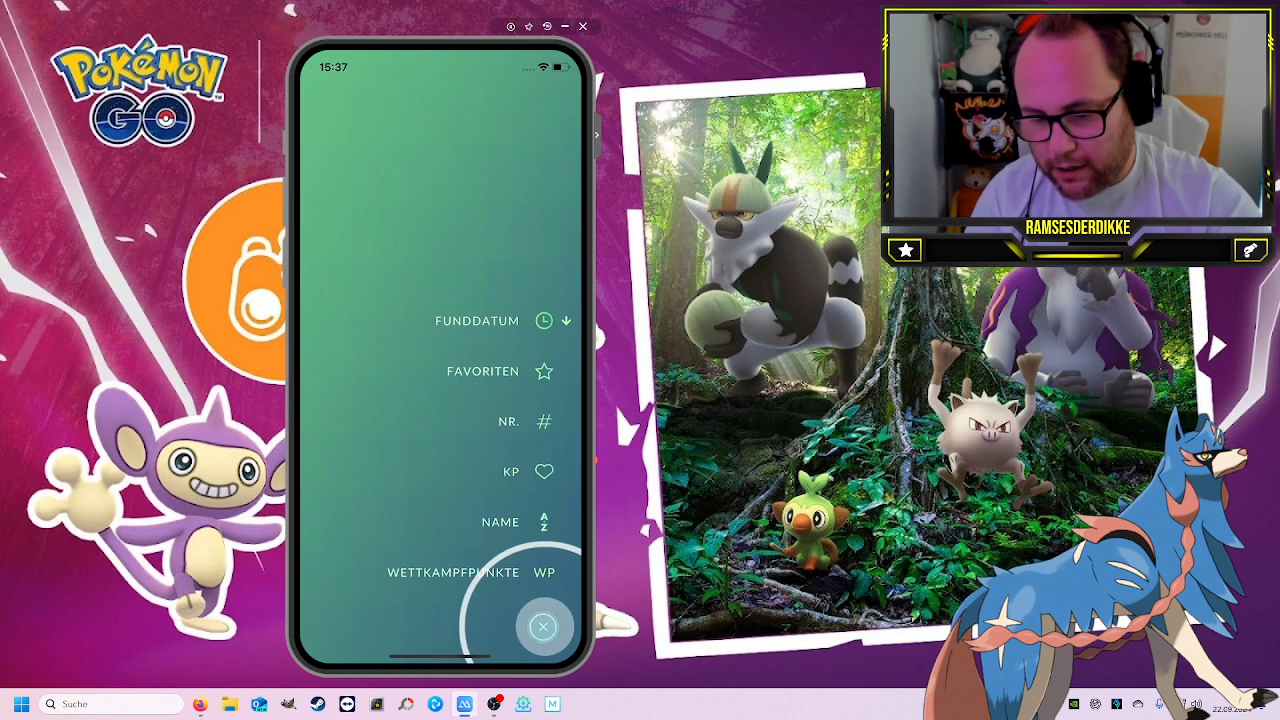 POKÉMON
GO
15:37
FUNDDATUM
FAVORITEN
NR.
KP
NAME
WETTKAMPFPUNKTE WP
RAMSESDERDIKKE
Suche